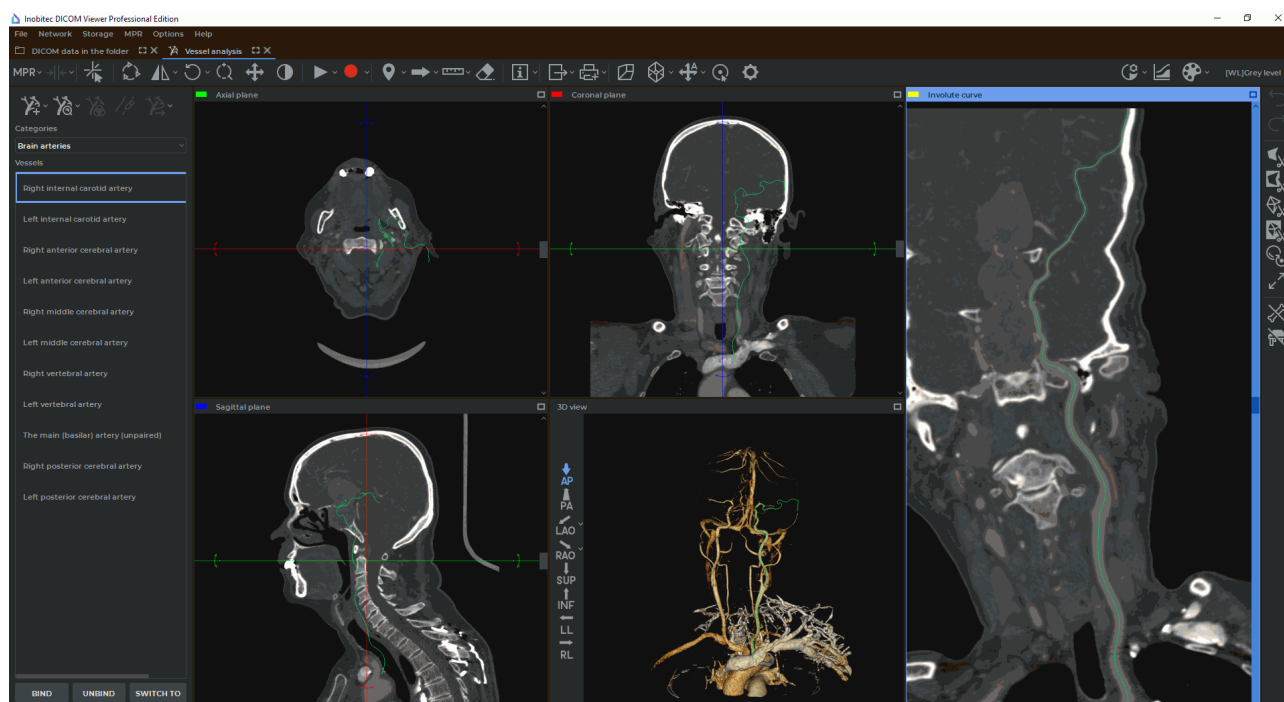 Inobitec DICOM Viewer Professional Edition
File Network Storage MPR Options Help
DICOM data in the folder Vessel analysis
MPR [WL]Grey level
Categories
Brain arteries
Vessels
Right internal carotid artery
Left internal carotid artery
Right anterior cerebral artery
Left anterior cerebral artery
Right middle cerebral artery
Left middle cerebral artery
Right vertebral artery
Left vertebral artery
The main (basilar) artery (unpaired)
Right posterior cerebral artery
Left posterior cerebral artery
BIND UNBIND SWITCH TO
Axial plane
Coronal plane
Involute curve
Sagittal plane
3D view
AP
PA
LAO
RAO
SUP
INF
LL
RL